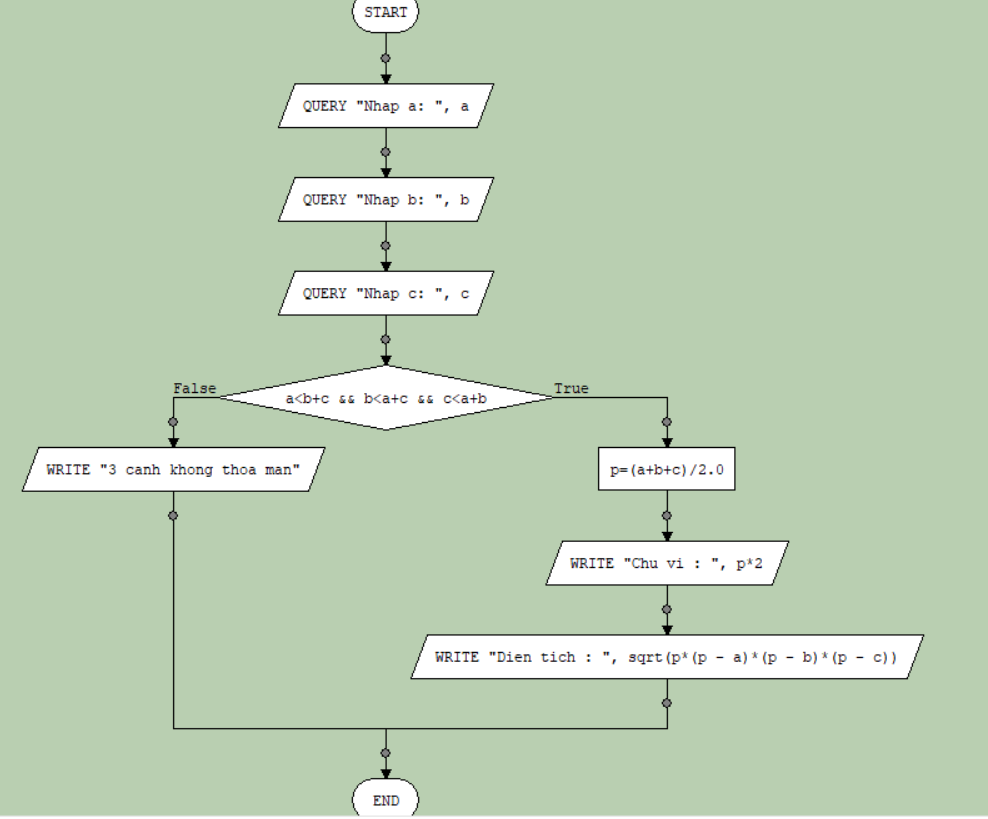 START
QUERY "Nhap a: ", a
QUERY "Nhap b: ", b
QUERY "Nhap c: ", c
False
True
a<b+c && b<a+c && c<a+b
WRITE "3 canh khong thoa man"
p=(a+b+c)/2.0
WRITE "Chu vi : ", p*2
WRITE "Dien tich : ", sqrt(p*(p - a)*(p - b)*(p - c))
END